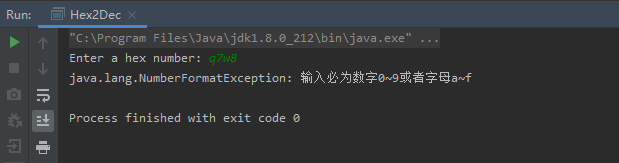 Run: Hex2Dec ×
"C:\Program Files\Java\jdk1.8.0_212\bin\java.exe" ...
Enter a hex number: q7w8
java.lang.NumberFormatException: 输入必为数字0~9或者字母a~f
Process finished with exit code 0